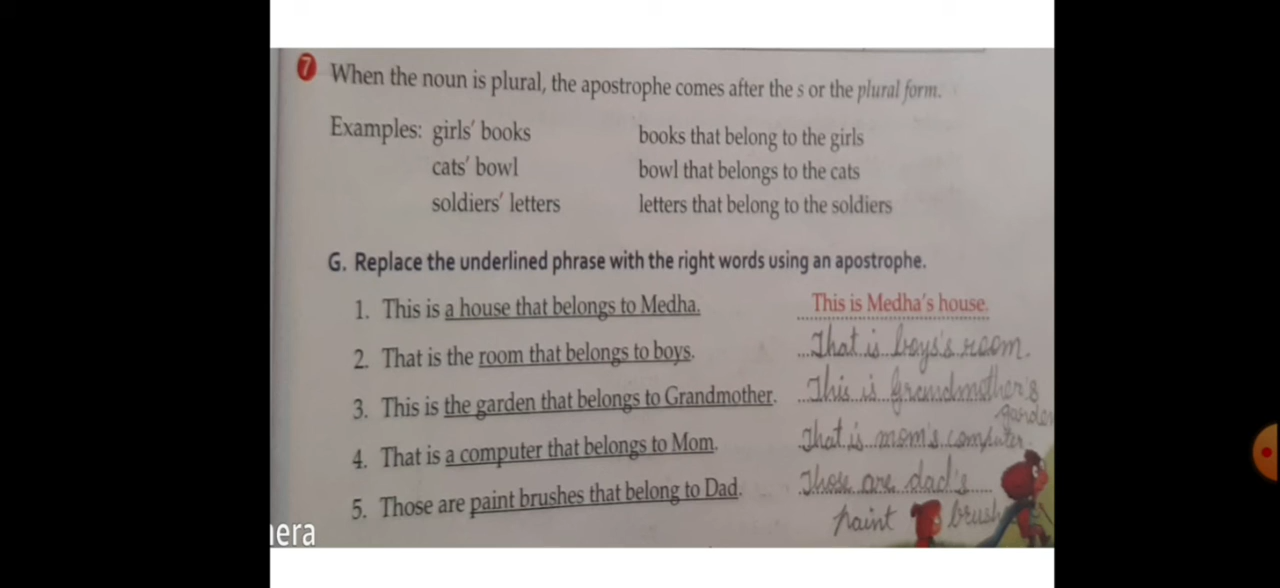 7 When the noun is plural, the apostrophe comes after the s or the plural form.
Examples: girls' books books that belong to the girls
cats' bowl bowl that belongs to the cats
soldiers' letters letters that belong to the soldiers
G. Replace the underlined phrase with the right words using an apostrophe.
1. This is a house that belongs to Medha. This is Medha's house.
2. That is the room that belongs to boys. That is boys's room.
3. This is the garden that belongs to Grandmother. This is Grandmother's
garden
4. That is a computer that belongs to Mom. That is mom's computer.
5. Those are paint brushes that belong to Dad. Those are dad's
paint brush
era